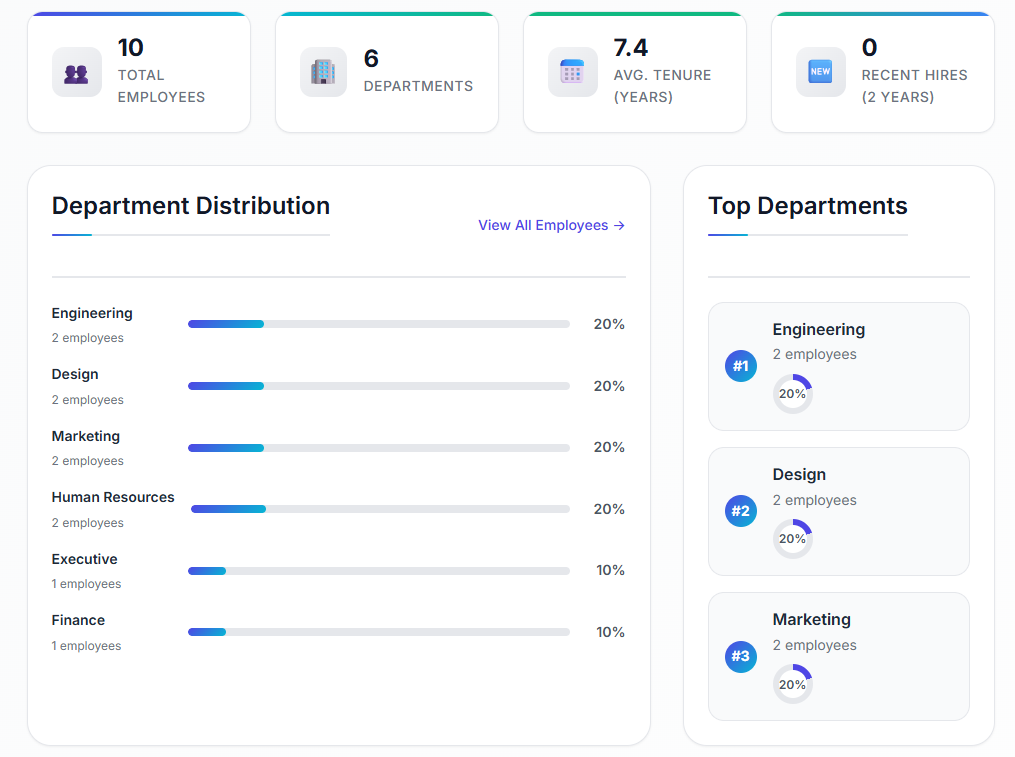 10
TOTAL
EMPLOYEES
6
DEPARTMENTS
7.4
AVG. TENURE
(YEARS)
NEW
0
RECENT HIRES
(2 YEARS)
Department Distribution
View All Employees →
Engineering
2 employees
20%
Design
2 employees
20%
Marketing
2 employees
20%
Human Resources
2 employees
20%
Executive
1 employees
10%
Finance
1 employees
10%
Top Departments
#1
Engineering
2 employees
20%
#2
Design
2 employees
20%
#3
Marketing
2 employees
20%